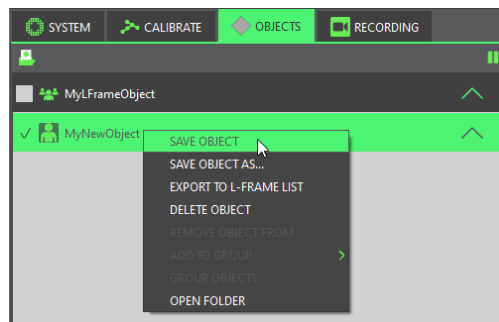 SYSTEM CALIBRATE OBJECTS RECORDING
MyLFrameObject
MyNewObject
SAVE OBJECT
SAVE OBJECT AS...
EXPORT TO L-FRAME LIST
DELETE OBJECT
REMOVE OBJECT FROM
ADD TO GROUP
GROUP OBJECTS
OPEN FOLDER